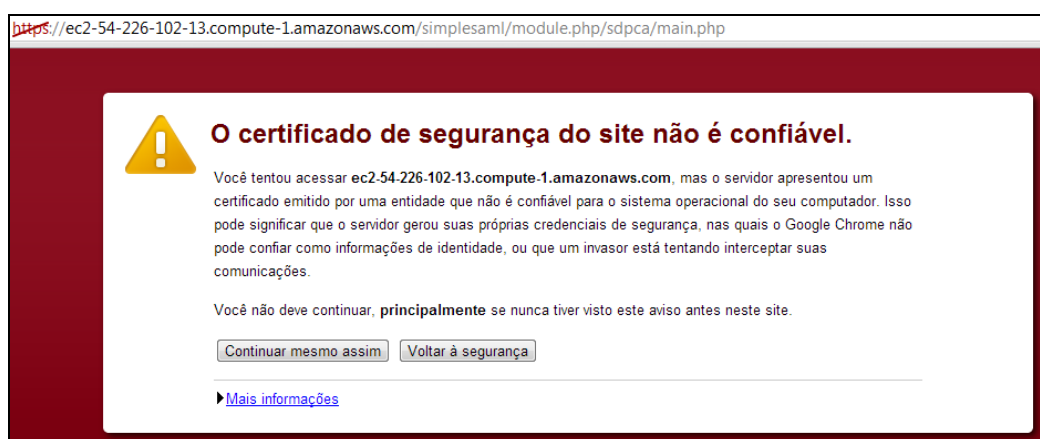 https://ec2-54-226-102-13.compute-1.amazonaws.com/simplesaml/module.php/sdpca/main.php
O certificado de segurança do site não é confiável.
Você tentou acessar ec2-54-226-102-13.compute-1.amazonaws.com, mas o servidor apresentou um
certificado emitido por uma entidade que não é confiável para o sistema operacional do seu computador. Isso
pode significar que o servidor gerou suas próprias credenciais de segurança, nas quais o Google Chrome não
pode confiar como informações de identidade, ou que um invasor está tentando interceptar suas
comunicações.
Você não deve continuar, principalmente se nunca tiver visto este aviso antes neste site.
Continuar mesmo assim Voltar à segurança
Mais informações